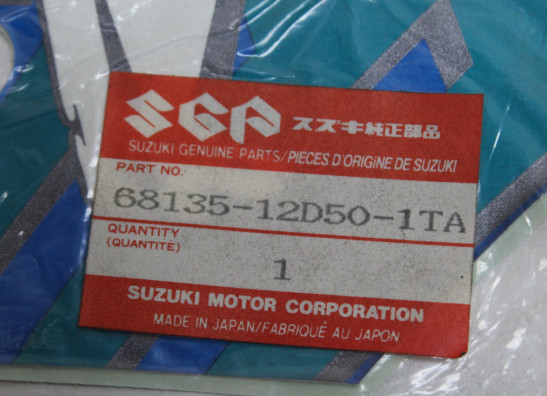 SGP スズキ純正部品
SUZUKI GENUINE PARTS/PIECES D'ORIGINE DE SUZUKI
PART NO.
68135-12D50-1TA
QUANTITY
(QUANTITÉ)
1
SUZUKI MOTOR CORPORATION
MADE IN JAPAN/FABRIQUÉ AU JAPON